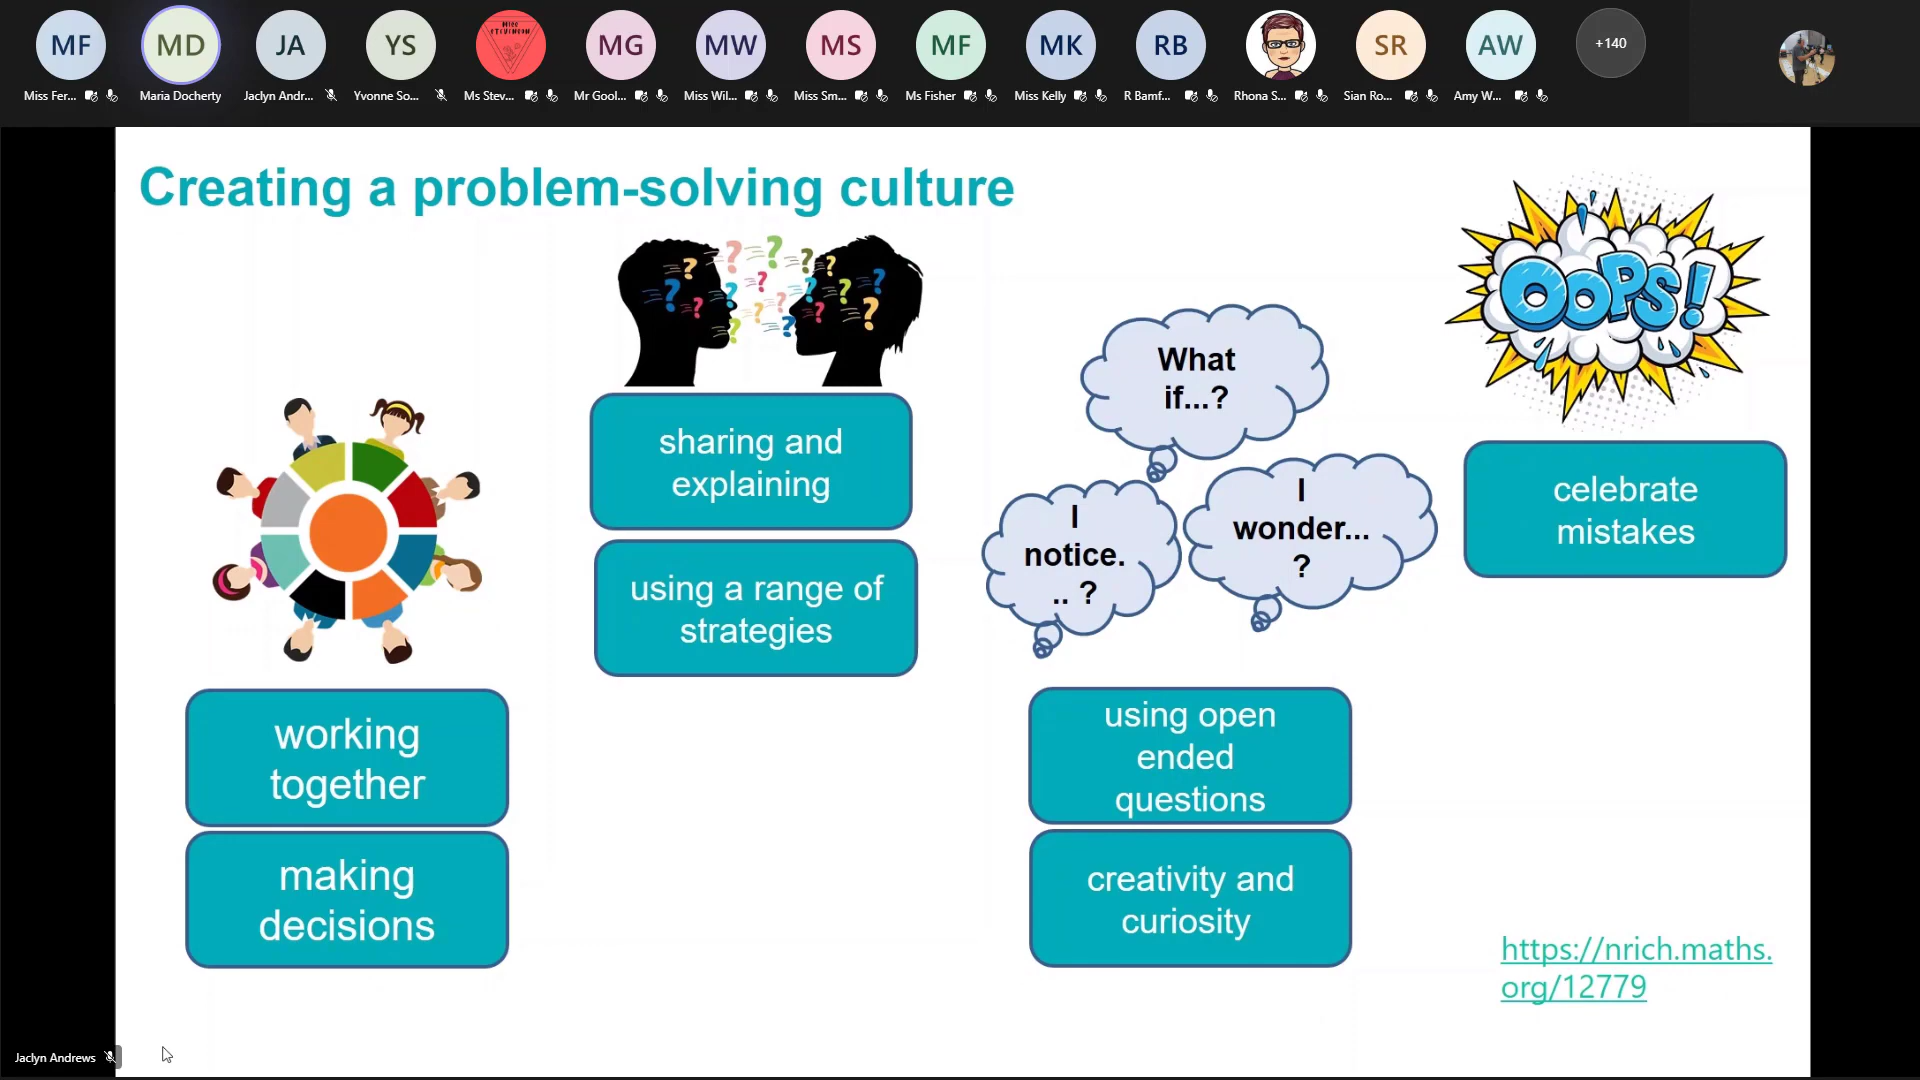 MF MD JA YS Miss STEVENSON MG MW MS MF MK RB SR AW +140
Miss Fer... Maria Docherty Jaclyn Andr... Yvonne So... Ms Stev... Mr Gool... Miss Wil... Miss Sm... Ms Fisher Miss Kelly R Bamf... Rhona S... Sian Ro... Amy W...
Creating a problem-solving culture
OOPS!
What
if...?
sharing and
explaining
I
wonder...
?
celebrate
mistakes
I
notice.
.. ?
using a range of
strategies
working
together
using open
ended
questions
making
decisions
creativity and
curiosity
https://nrich.maths.
org/12779
Jaclyn Andrews